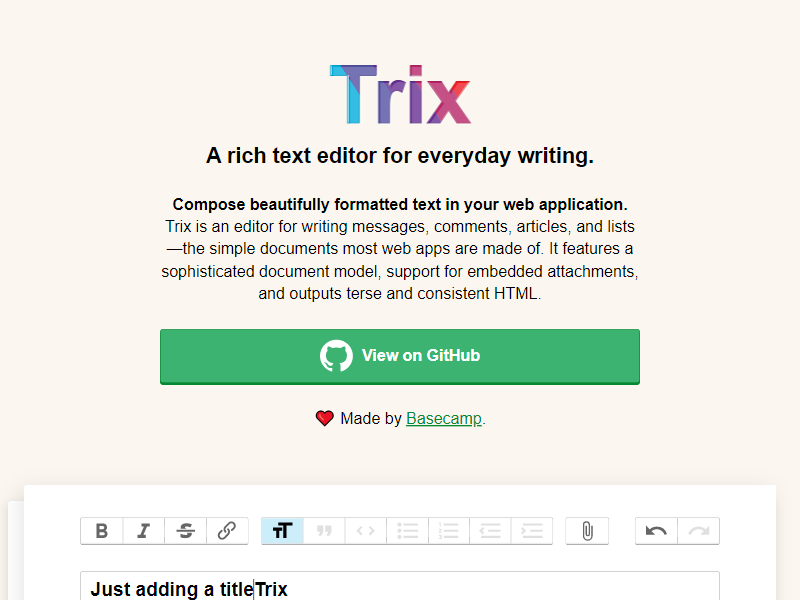 Trix
A rich text editor for everyday writing.
Compose beautifully formatted text in your web application.
Trix is an editor for writing messages, comments, articles, and lists
—the simple documents most web apps are made of. It features a
sophisticated document model, support for embedded attachments,
and outputs terse and consistent HTML.
View on GitHub
Made by Basecamp.
B I S TT
Just adding a titleTrix